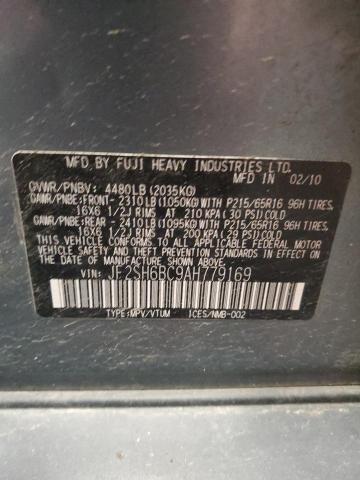 MFD. BY FUJI HEAVY INDUSTRIES LTD.
MFD IN 02/10
GVWR/PNBV: 4480LB(2035KG)
GAWR/PNBE:FRONT-2310LB(1050KG)WITH P215/65R16 96H TIRES,
16X6 1/2J RIMS AT 210 KPA(30 PSI)COLD
GAWR/PNBE:REAR -2410LB(1095KG)WITH P215/65R16 96H TIRES,
16X6 1/2J RIMS AT 200 KPA(29 PSI)COLD
THIS VEHICLE CONFORMS TO ALL APPLICABLE U.S. FEDERAL MOTOR
VEHICLE SAFETY AND THEFT PREVENTION STANDARDS IN EFFECT ON
THE DATE OF MANUFACTURE SHOWN ABOVE.
VIN: JF2SH6BC9AH779169
TYPE:MPV/VTUM ICES/NMB-002